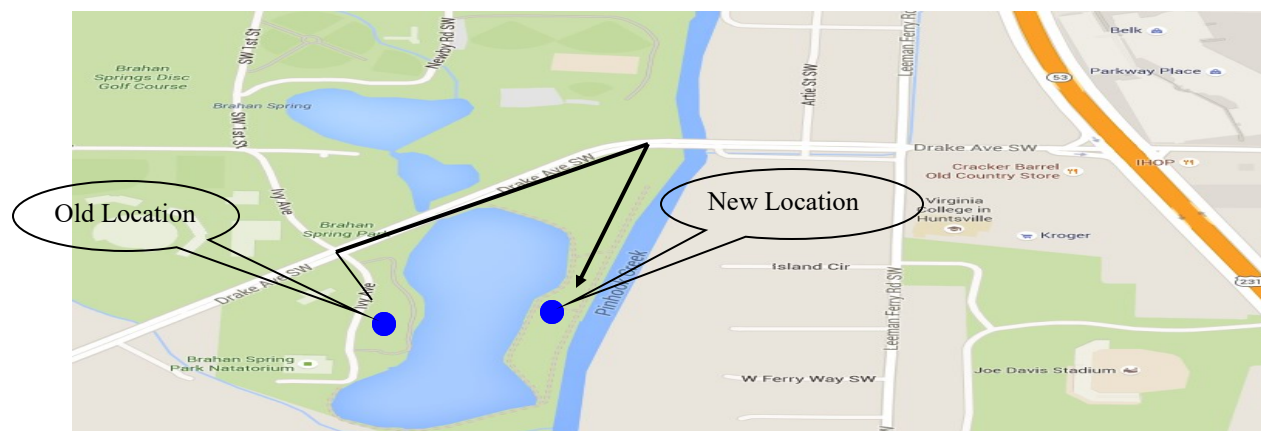 Belk
Brahan
Springs Disc
Golf Course
SW 1st St
Newby Rd SW
Leeman Ferry Rd
53
Parkway Place
Artie St SW
Brahan Spring
SW 1st St
Drake Ave SW
Drake Ave SW
IHOP
Cracker Barrel
Old Country Store
Ivy Ave
Old Location
New Location
Virginia
College in
Huntsville
Brahan
Spring Park
Kroger
Pinhook Creek
Island Cir
Drake Ave SW
231
Ivy Ave
Leeman Ferry Rd SW
Brahan Spring
Park Natatorium
W Ferry Way SW
Joe Davis Stadium